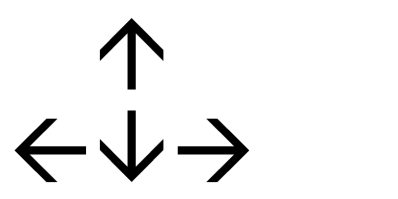 ↑
← ↓ →